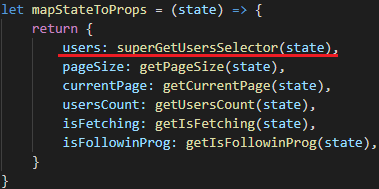 let mapStateToProps = (state) => {
return {
users: superGetUsersSelector(state),
pageSize: getPageSize(state),
currentPage: getCurrentPage(state),
usersCount: getUsersCount(state),
isFetching: getIsFetching(state),
isFollowinProg: getIsFollowinProg(state),
}
}